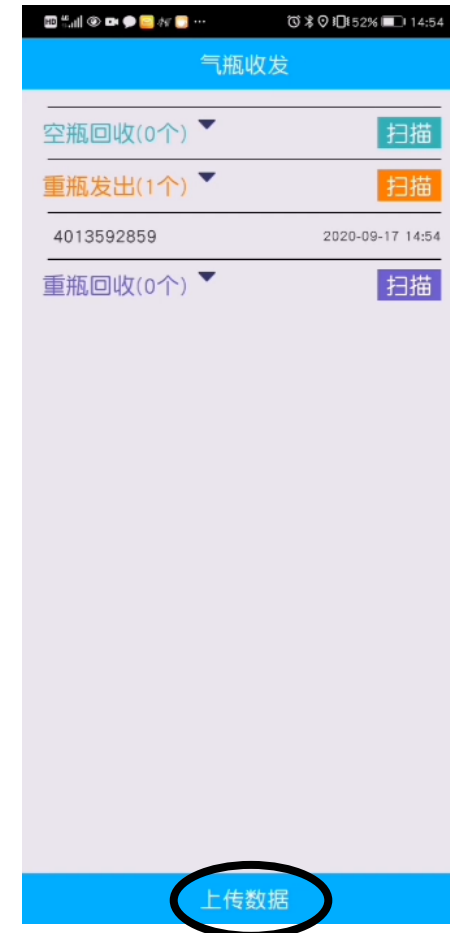 HD 52% 14:54
气瓶收发
空瓶回收(0个) 扫描
重瓶发出(1个) 扫描
4013592859 2020-09-17 14:54
重瓶回收(0个) 扫描
上传数据